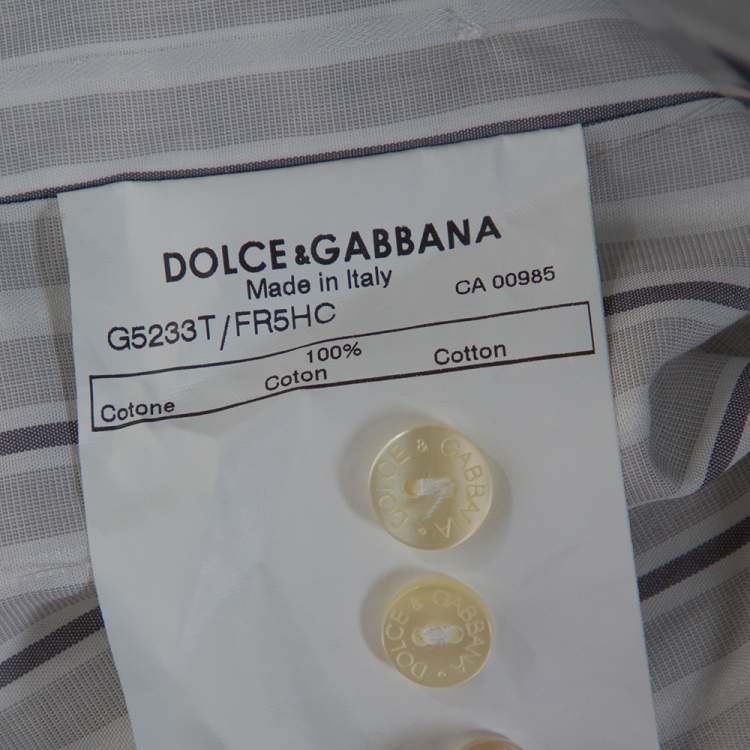 DOLCE & GABBANA
Made in Italy
CA 00985
G5233T/FR5HC
100%
Cotone Coton Cotton
DOLCE & GABBANA
DOLCE & GABBANA